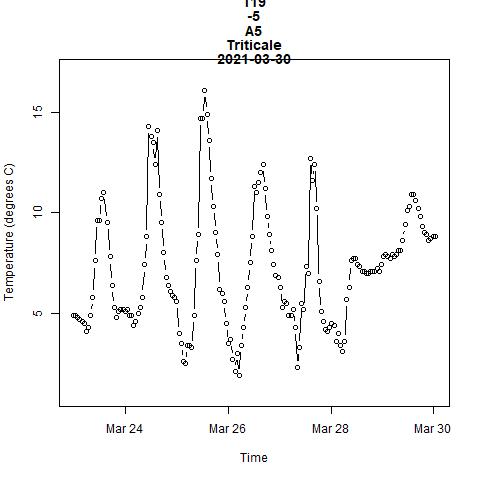 T19
-5
A5
Triticale
2021-03-30
Temperature (degrees C)
15
10
5
Mar 24
Mar 26
Mar 28
Mar 30
Time